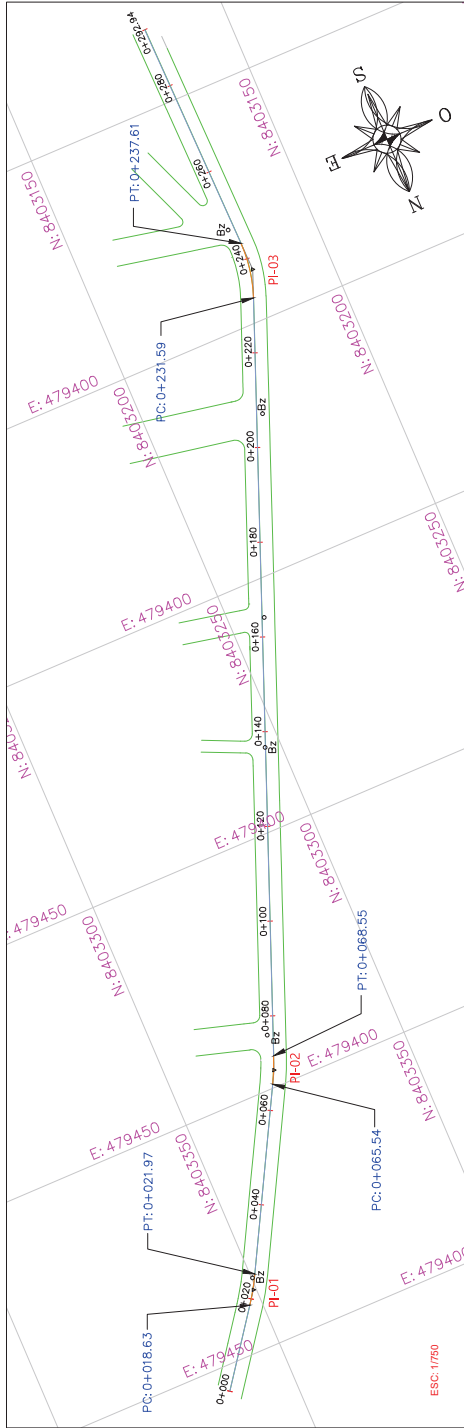 0+292.94
0+280
0+260
N: 8403150
N: 8403150
PT: 0+237.61
Bz
0+240
PI-03
S
E
O
N
PC: 0+231.59
0+220
E: 479400
N: 8403200
N: 8403200
Bz
0+200
0+180
N: 8403250
E: 479400
N: 8403250
0+160
0+140
Bz
0+120
E: 479400
N: 8403300
E: 479450
N: 8403300
0+100
0+080
Bz
PT: 0+068.55
PI-02
E: 479400
N: 8403350
0+060
PC: 0+065.54
E: 479450
N: 8403350
PT: 0+021.97
0+040
Bz
0+020
PI-01
PC: 0+018.63
E: 479400
E: 479450
0+000
ESC: 1/750